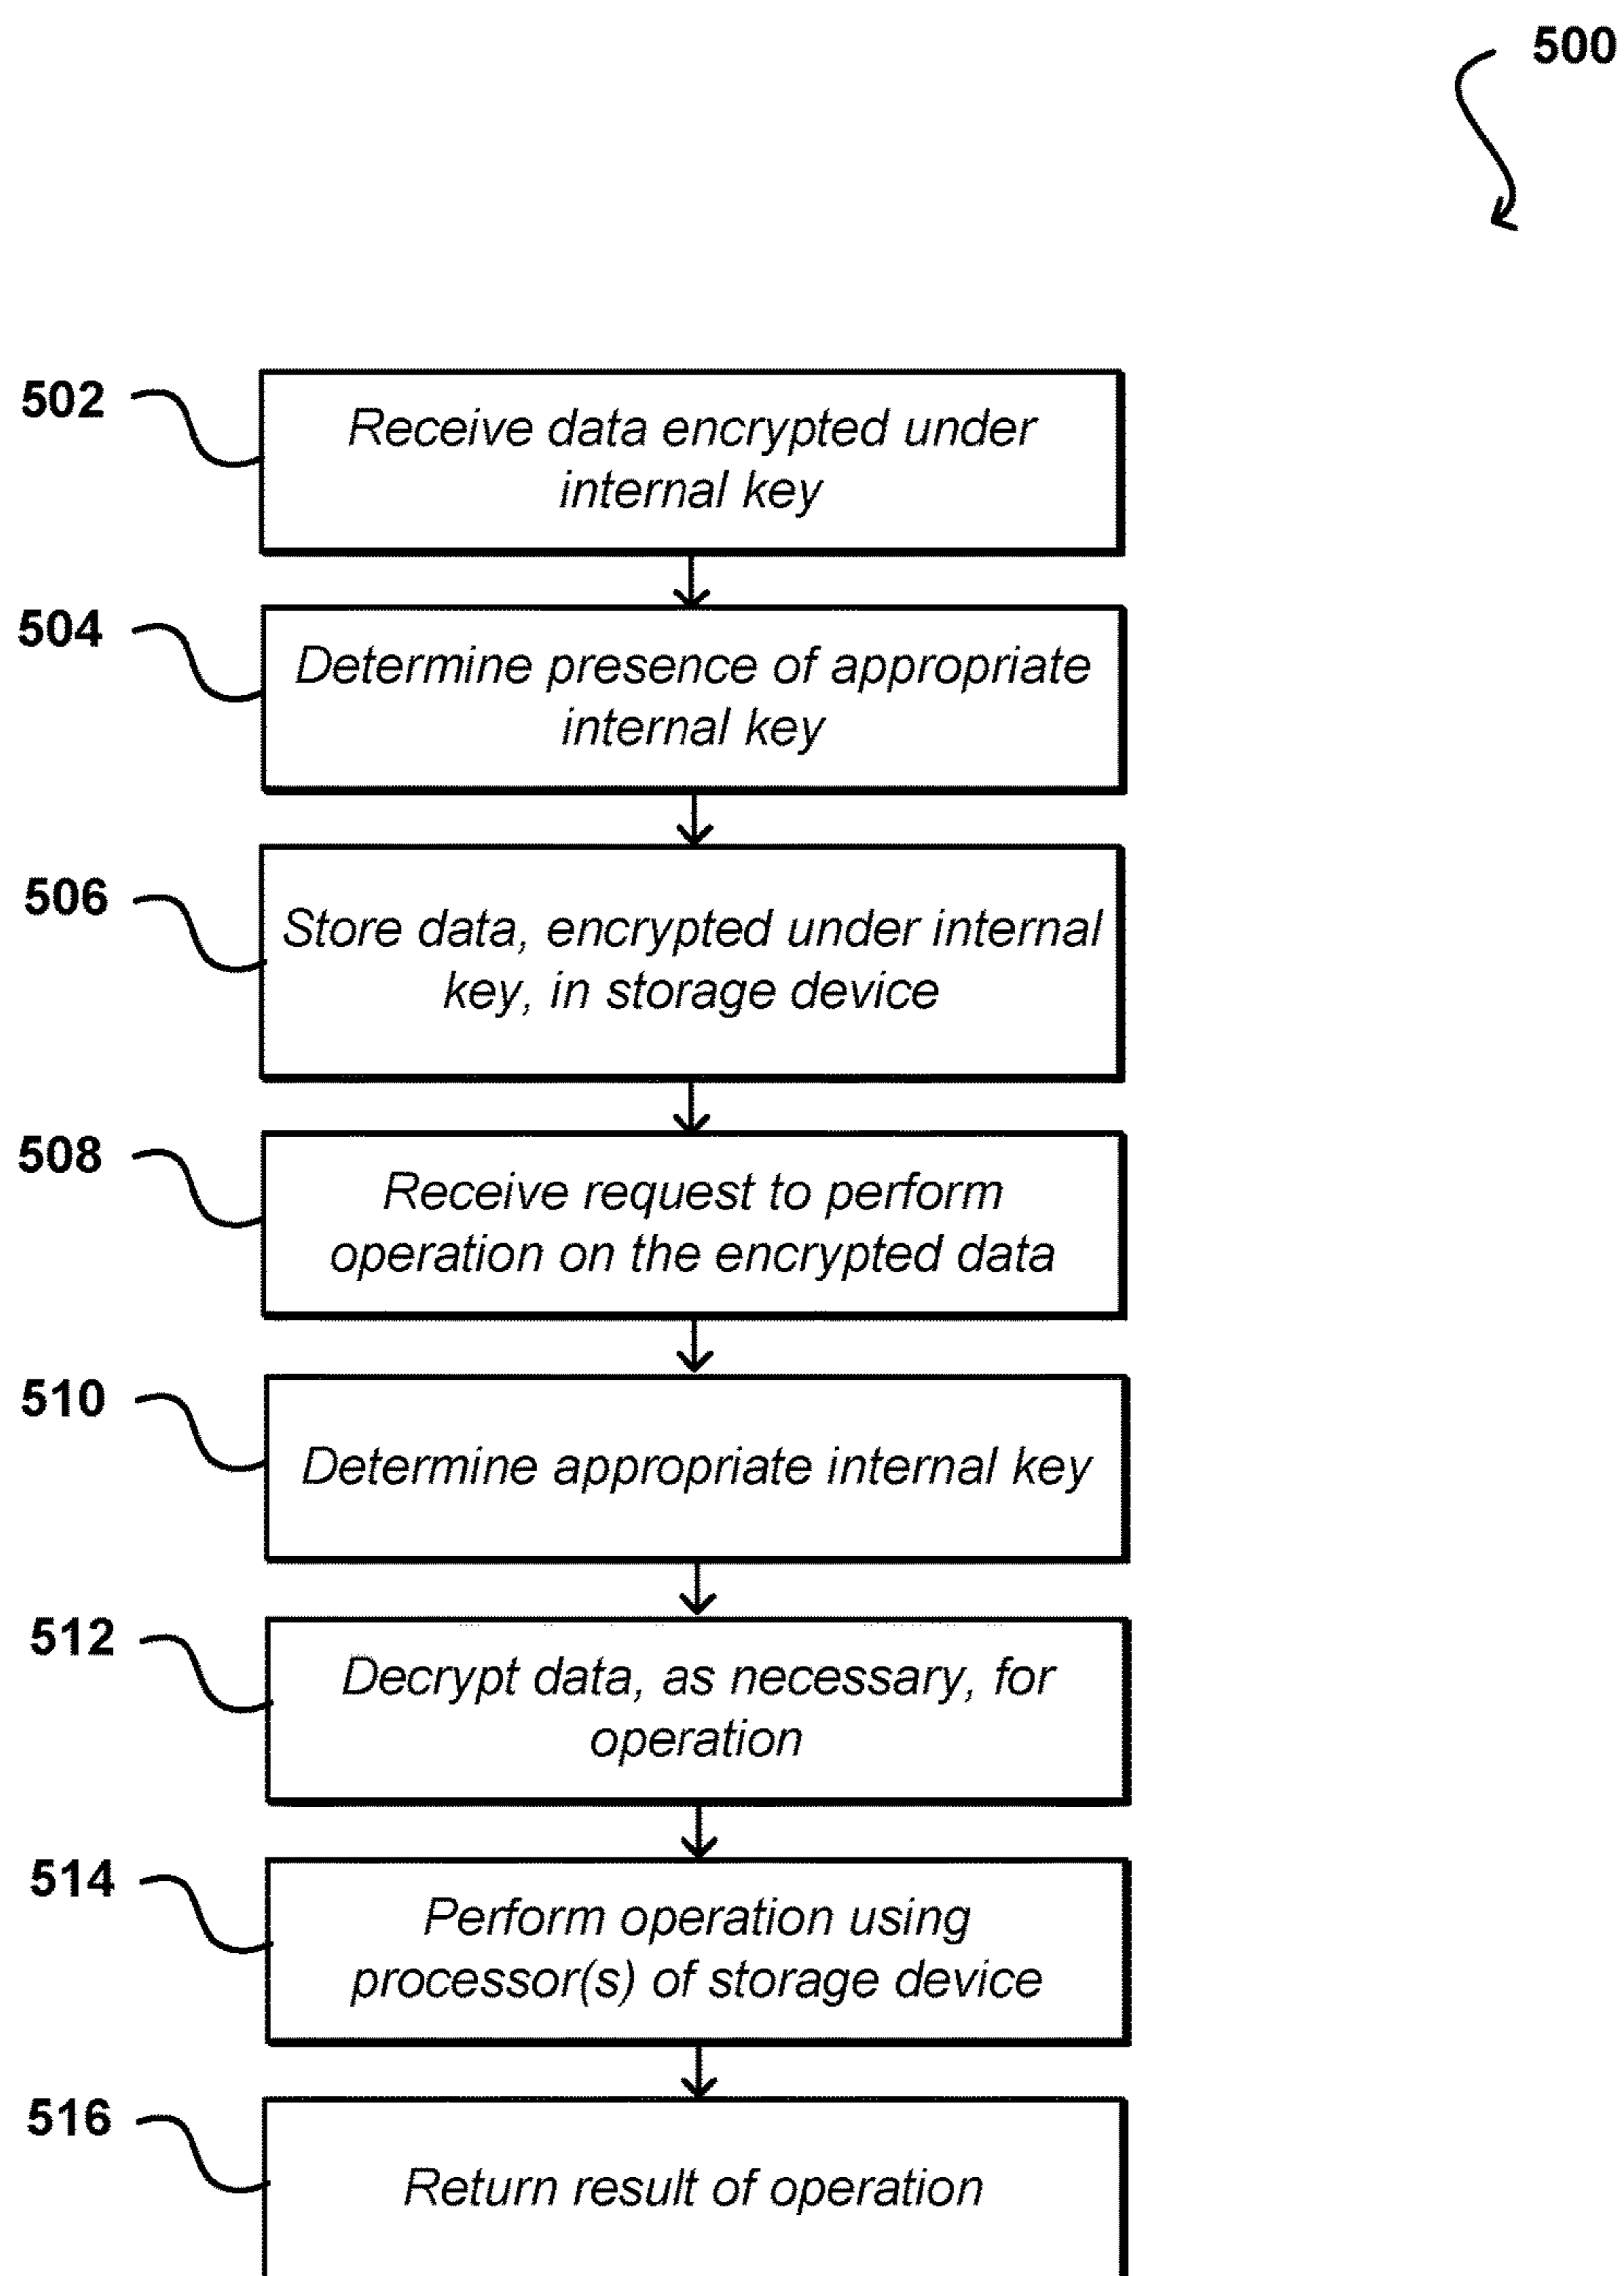 500
502
Receive data encrypted under
internal key
504
Determine presence of appropriate
internal key
506
Store data, encrypted under internal
key, in storage device
508
Receive request to perform
operation on the encrypted data
510
Determine appropriate internal key
512
Decrypt data, as necessary, for
operation
514
Perform operation using
processor(s) of storage device
516
Return result of operation